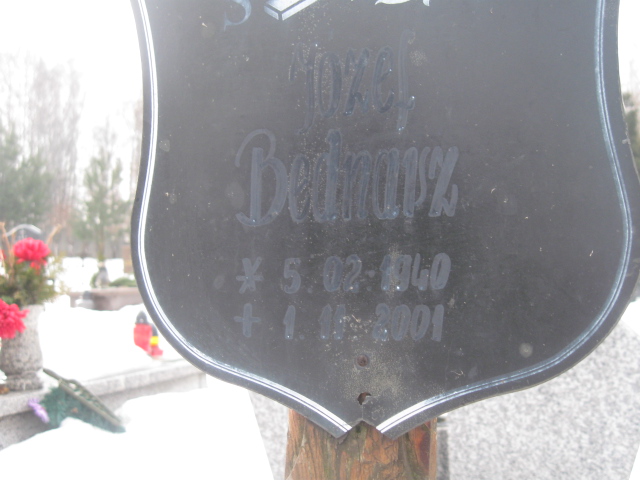 Józef
Bednarz
* 5. 02. 1940
+ 1. 11. 2001